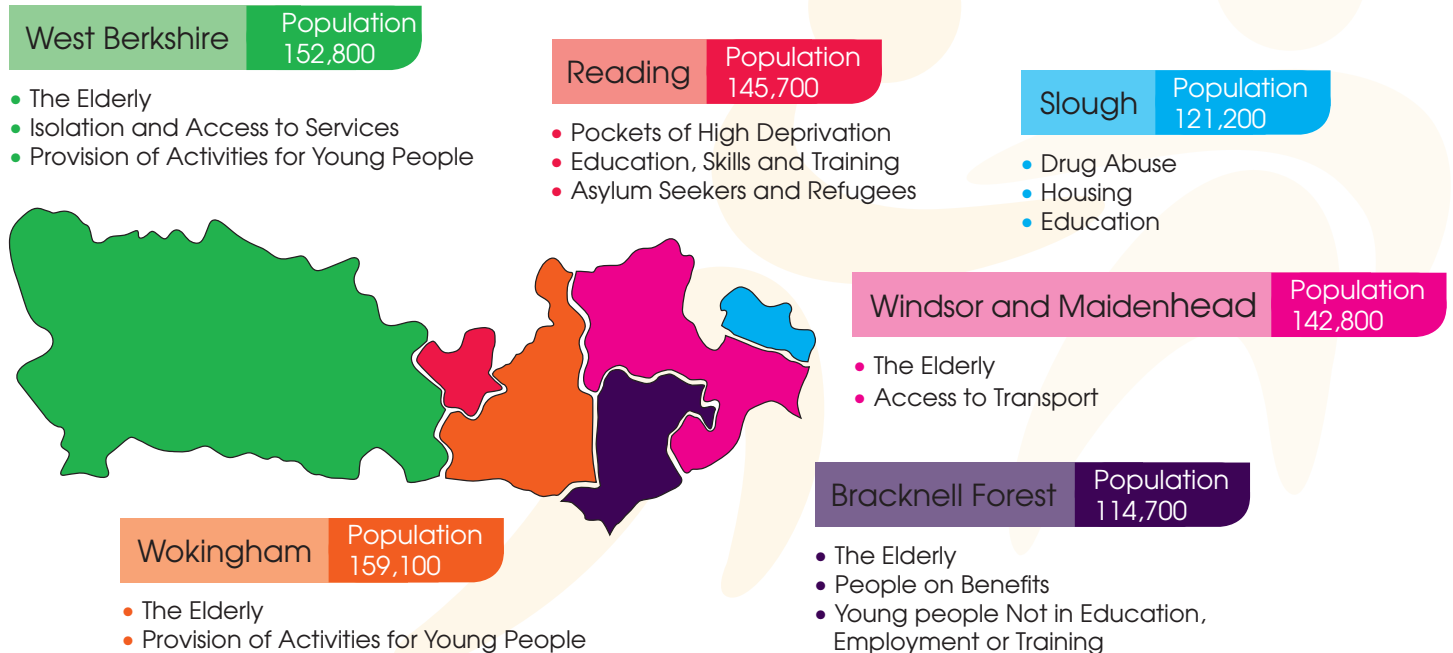 West Berkshire
Population
152,800
• The Elderly
• Isolation and Access to Services
• Provision of Activities for Young People
Reading
Population
145,700
• Pockets of High Deprivation
• Education, Skills and Training
• Asylum Seekers and Refugees
Slough
Population
121,200
• Drug Abuse
• Housing
• Education
Windsor and Maidenhead
Population
142,800
• The Elderly
• Access to Transport
Bracknell Forest
Population
114,700
• The Elderly
• People on Benefits
• Young people Not in Education,
Employment or Training
Wokingham
Population
159,100
• The Elderly
• Provision of Activities for Young People